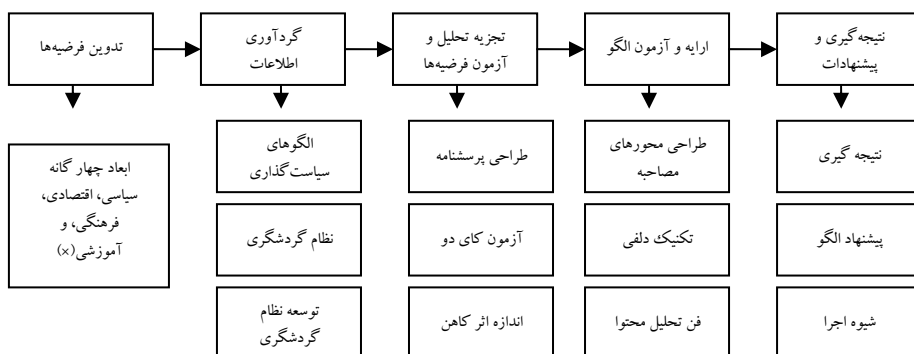 تدوین فرضیه‌ها
گردآوری
اطلاعات
تجزیه تحلیل و
آزمون فرضیه‌ها
ارایه و آزمون الگو
نتیجه‌گیری و
پیشنهادات
ابعاد چهار گانه
سیاسی، اقتصادی،
فرهنگی، و
آموزشی(×)
الگوهای
سیاست‌گذاری
نظام گردشگری
توسعه نظام
گردشگری
طراحی پرسشنامه
آزمون کای دو
اندازه اثر کاهن
طراحی محورهای
مصاحبه
تکنیک دلفی
فن تحلیل محتوا
نتیجه گیری
پیشنهاد الگو
شیوه اجرا